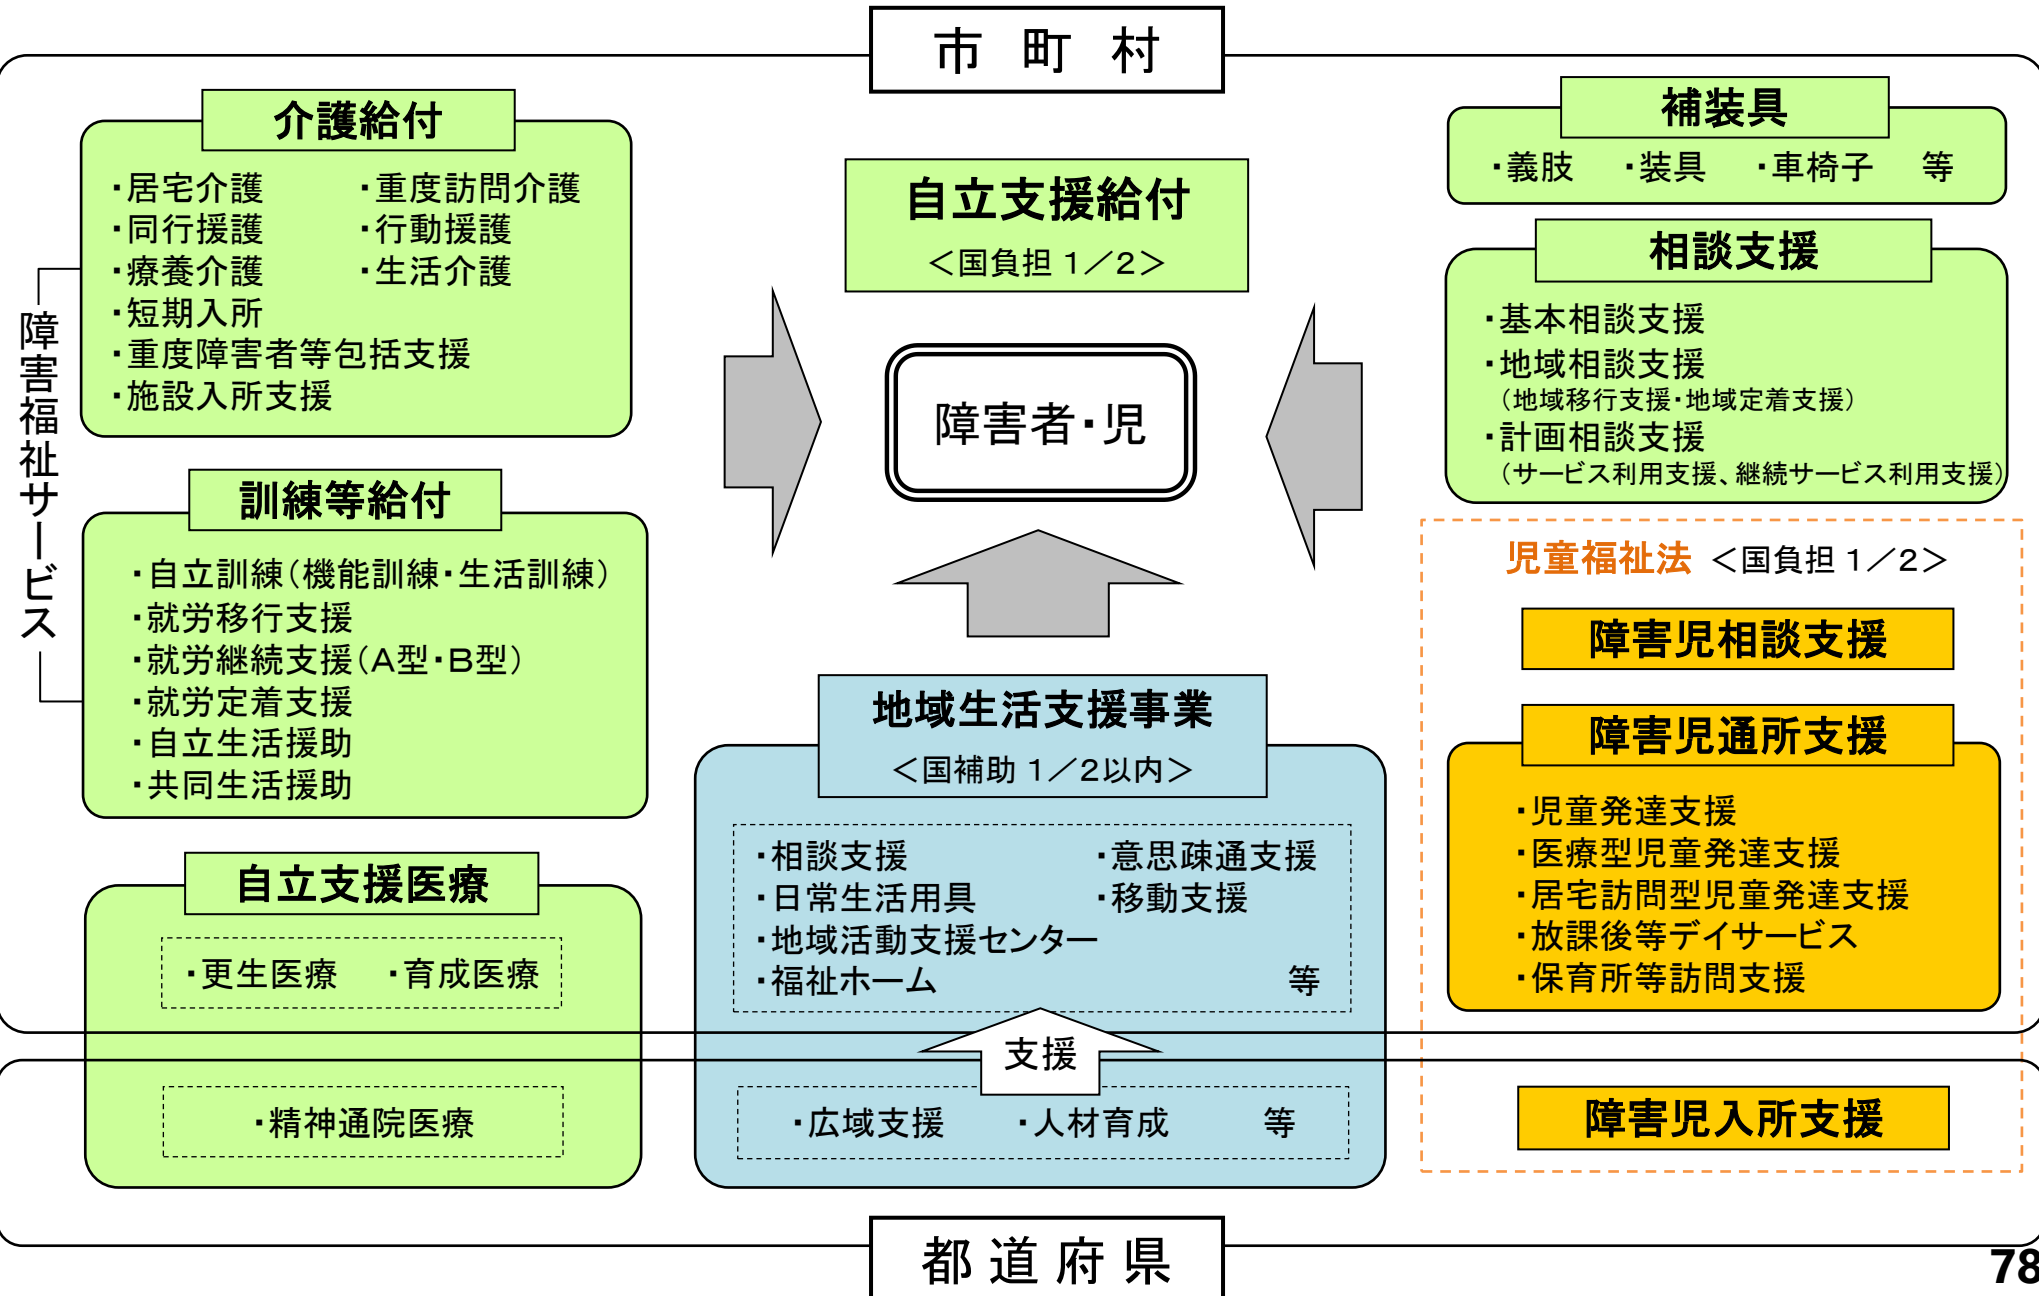 市 町 村
介護給付
・居宅介護 ・重度訪問介護
・同行援護 ・行動援護
・療養介護 ・生活介護
・短期入所
・重度障害者等包括支援
・施設入所支援
障害福祉サービス
訓練等給付
・自立訓練（機能訓練・生活訓練）
・就労移行支援
・就労継続支援（Ａ型・Ｂ型）
・就労定着支援
・自立生活援助
・共同生活援助
自立支援医療
・更生医療 ・育成医療
・精神通院医療
自立支援給付
＜国負担 １／２＞
障害者・児
地域生活支援事業
＜国補助 １／２以内＞
・相談支援 ・意思疎通支援
・日常生活用具 ・移動支援
・地域活動支援センター
・福祉ホーム 等
支援
・広域支援 ・人材育成 等
補装具
・義肢 ・装具 ・車椅子 等
相談支援
・基本相談支援
・地域相談支援
（地域移行支援・地域定着支援）
・計画相談支援
（サービス利用支援、継続サービス利用支援）
児童福祉法 ＜国負担 １／２＞
障害児相談支援
障害児通所支援
・児童発達支援
・医療型児童発達支援
・居宅訪問型児童発達支援
・放課後等デイサービス
・保育所等訪問支援
障害児入所支援
都 道 府 県
78